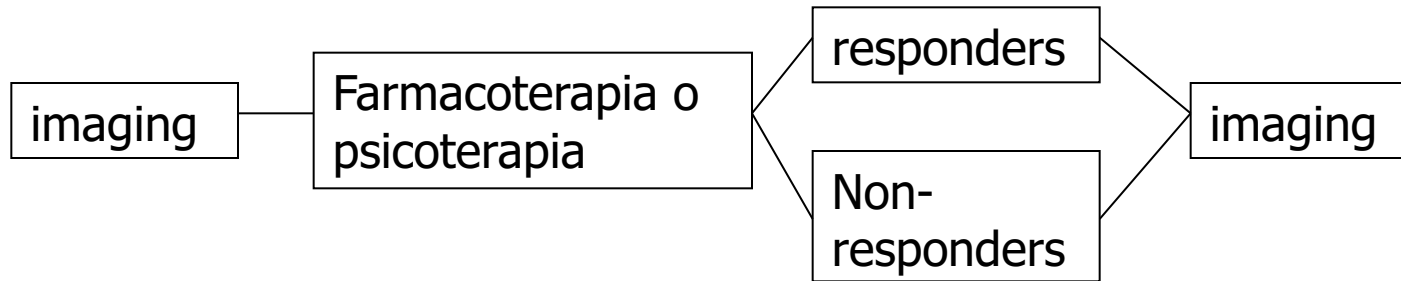 imaging
Farmacoterapia o
psicoterapia
responders
Non-
responders
imaging